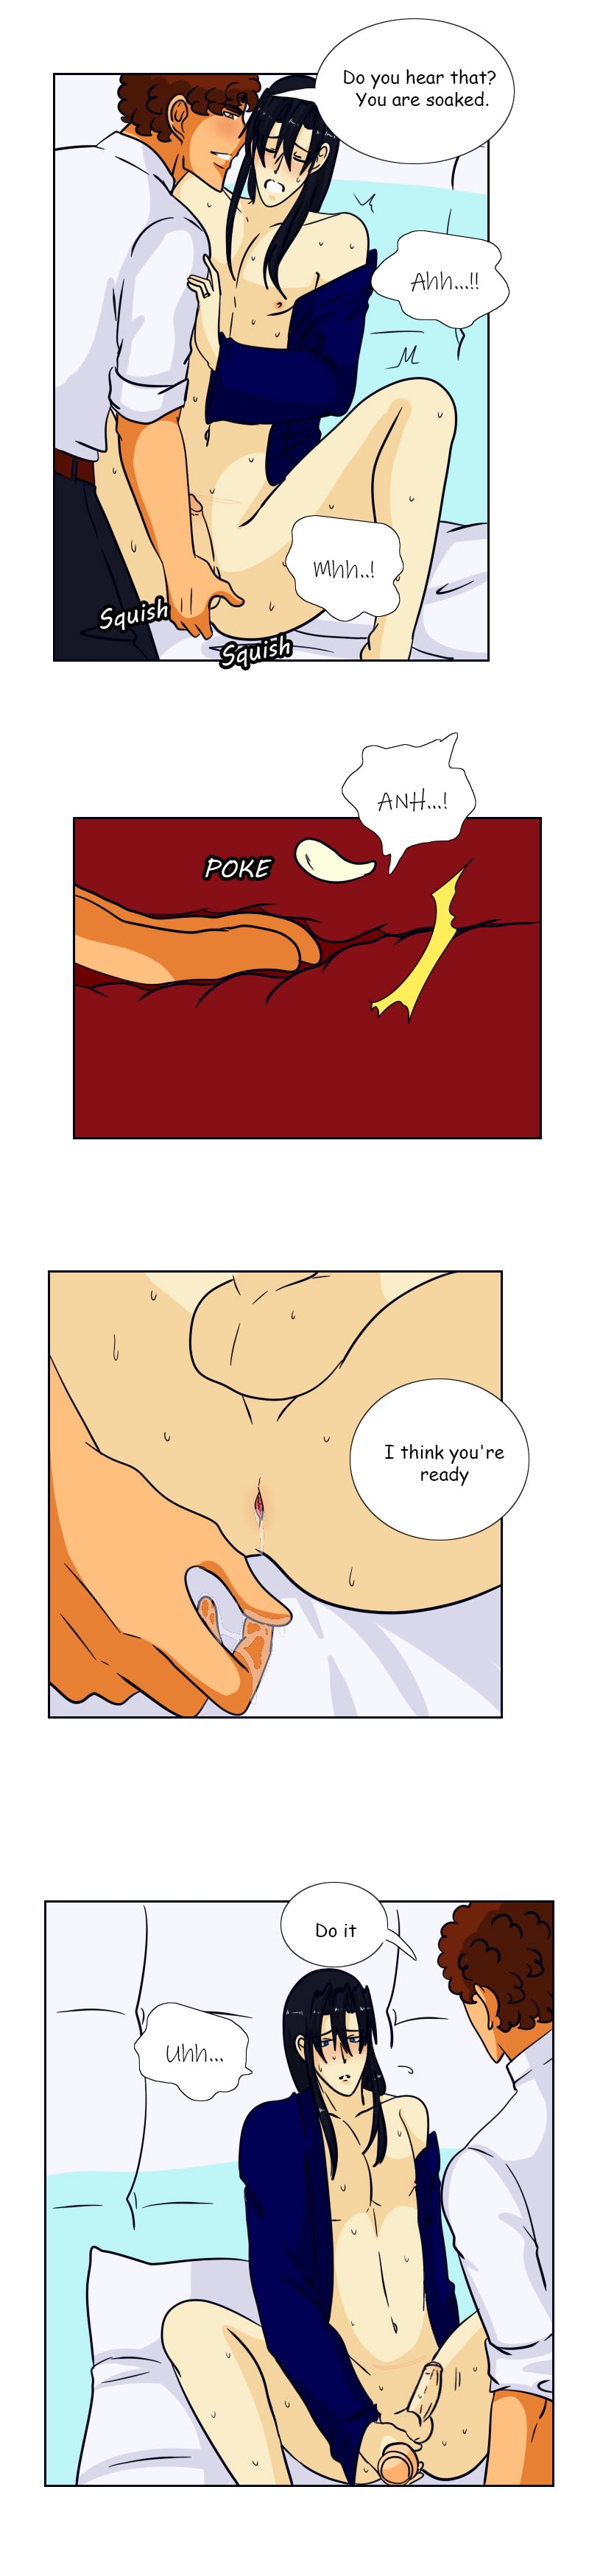 Do you hear that?
You are soaked.
Ahh...!!
Mhh..!
Squish
Squish
ANH...!
POKE
I think you're
ready
Do it
Uhh...